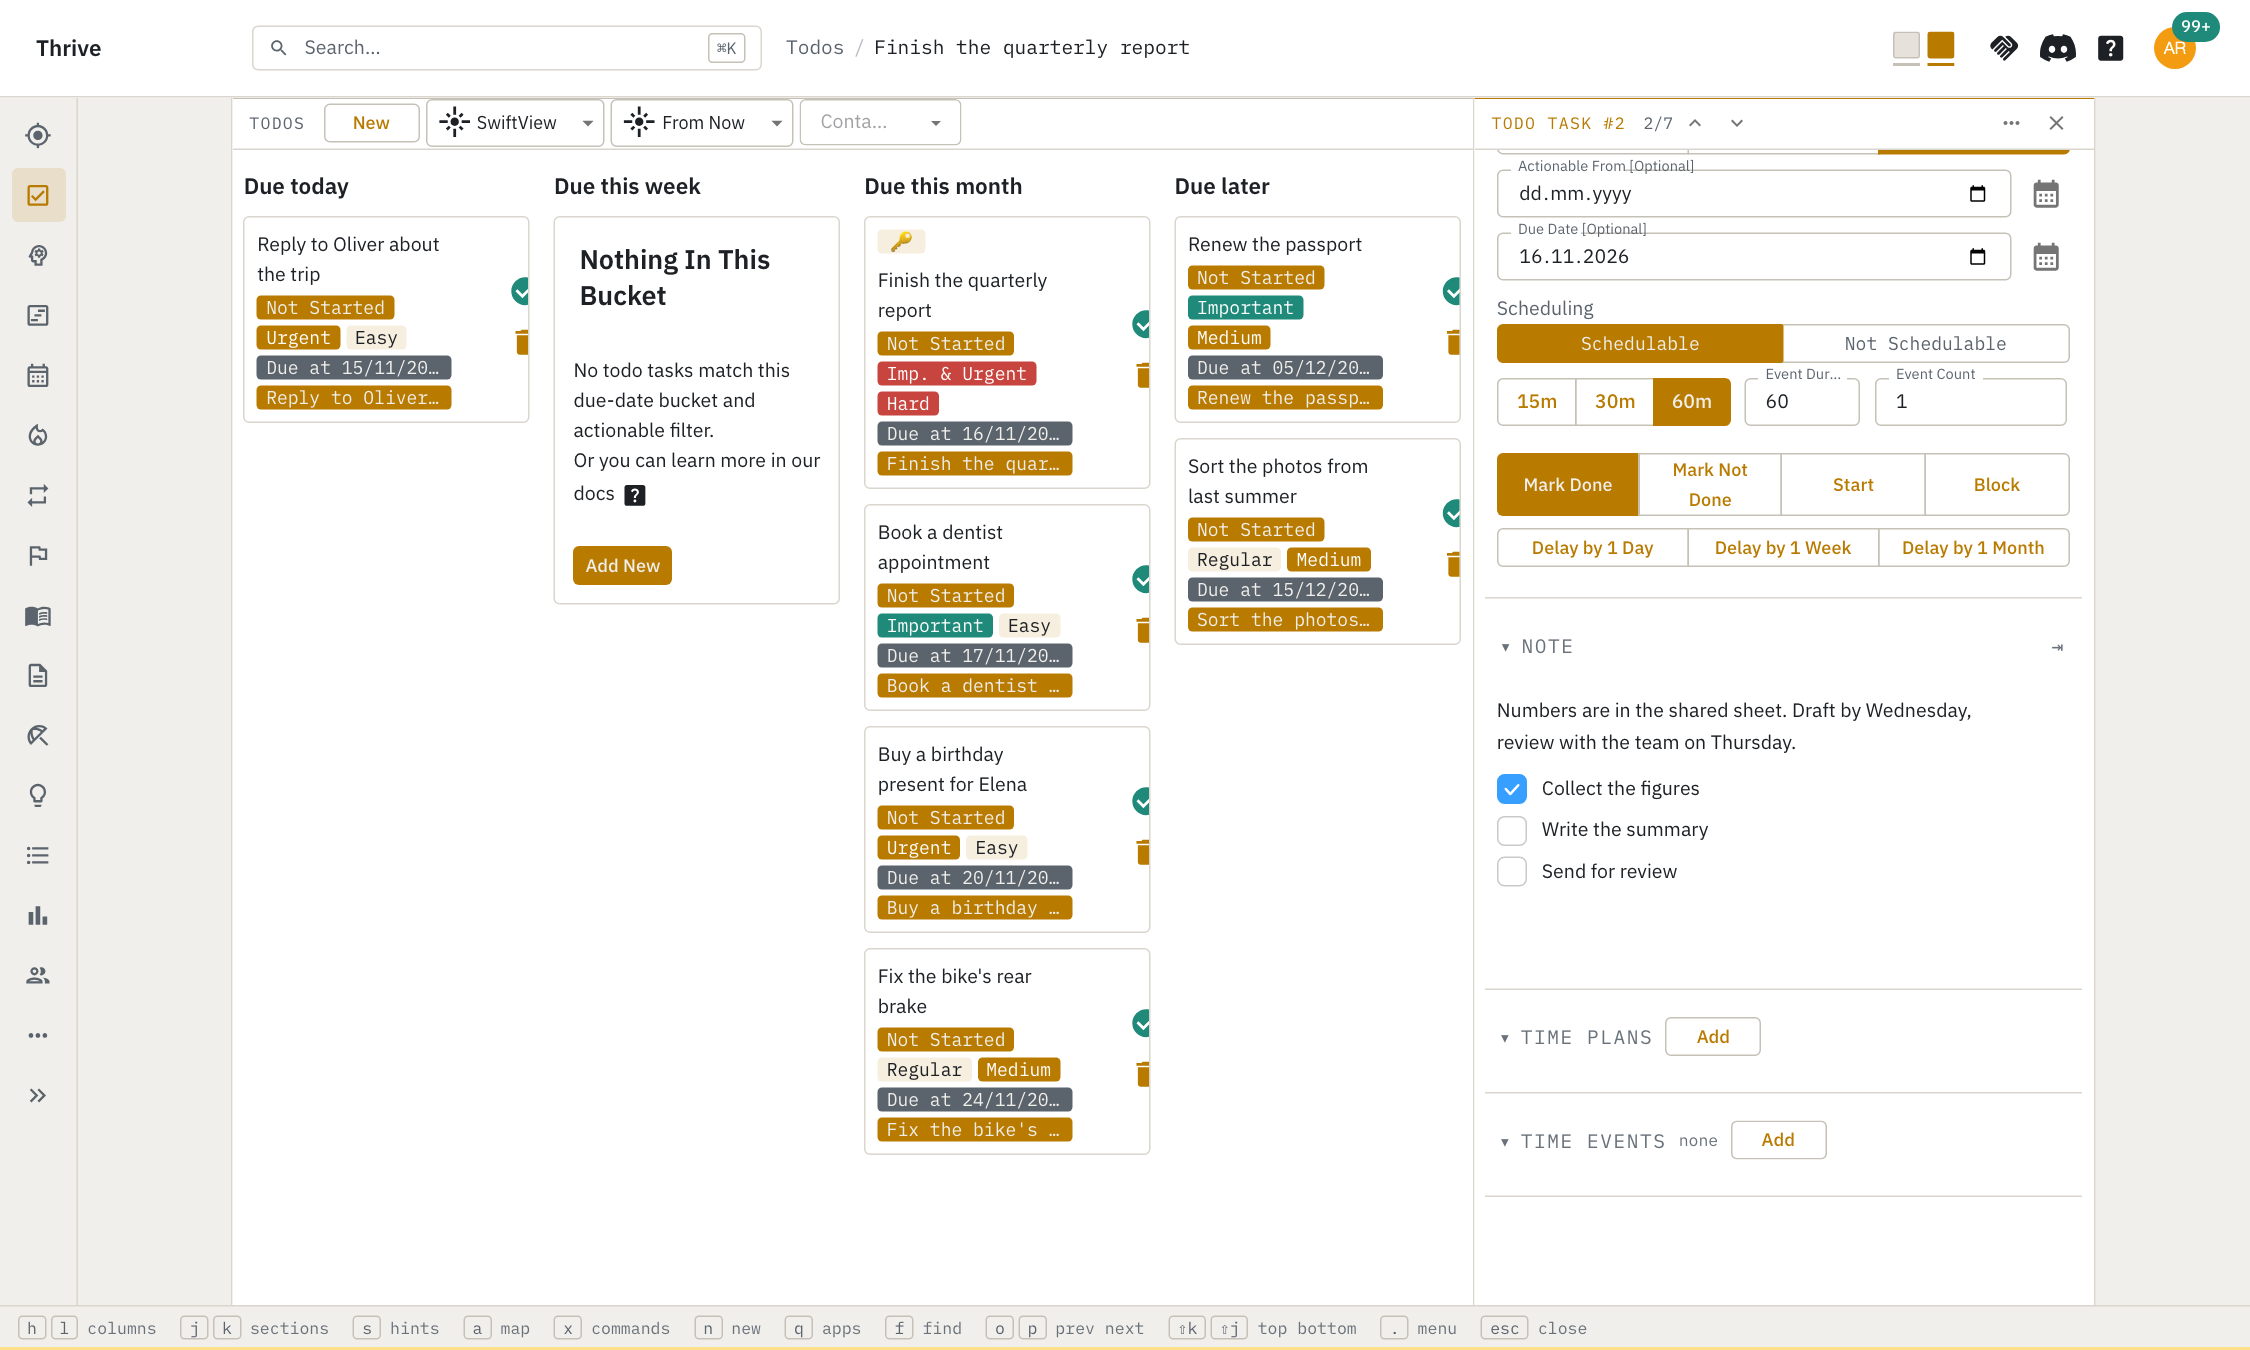 Thrive
Search...
⌘K
Todos / Finish the quarterly report
?
AR
99+
TODOS
New
SwiftView
From Now
Conta...
TODO TASK #2 2/7
Due today
Reply to Oliver about
the trip
Not Started
Urgent Easy
Due at 15/11/20...
Reply to Oliver...
Due this week
Nothing In This
Bucket
No todo tasks match this
due-date bucket and
actionable filter.
Or you can learn more in our
docs ?
Add New
Due this month
Finish the quarterly
report
Not Started
Imp. & Urgent
Hard
Due at 16/11/20...
Finish the quar...
Book a dentist
appointment
Not Started
Important Easy
Due at 17/11/20...
Book a dentist ...
Buy a birthday
present for Elena
Not Started
Urgent Easy
Due at 20/11/20...
Buy a birthday ...
Fix the bike's rear
brake
Not Started
Regular Medium
Due at 24/11/20...
Fix the bike's ...
Due later
Renew the passport
Not Started
Important
Medium
Due at 05/12/20...
Renew the passp...
Sort the photos from
last summer
Not Started
Regular Medium
Due at 15/12/20...
Sort the photos...
Actionable From [Optional]
dd.mm.yyyy
Due Date [Optional]
16.11.2026
Scheduling
Schedulable Not Schedulable
15m 30m 60m
Event Dur...
60
Event Count
1
Mark Done
Mark Not
Done
Start
Block
Delay by 1 Day Delay by 1 Week Delay by 1 Month
▾ NOTE ⇥
Numbers are in the shared sheet. Draft by Wednesday,
review with the team on Thursday.
Collect the figures
Write the summary
Send for review
▾ TIME PLANS Add
▾ TIME EVENTS none Add
h l columns j k sections s hints a map x commands n new q apps f find o p prev next ⇧k ⇧j top bottom . menu esc close